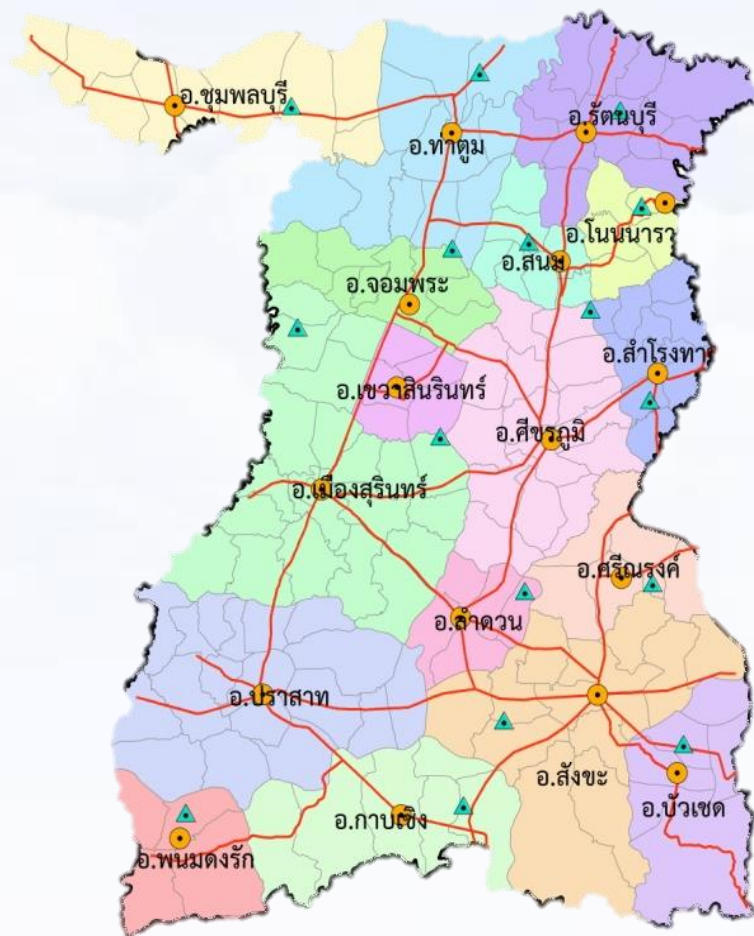 อ.ชุมพลบุรี
อ.รัตนบุรี
อ.ท่าตูม
อ.โนนนารา
อ.สนม
อ.จอมพระ
อ.สำโรงทา
อ.เขวาสินรินทร์
อ.ศีขรภูมิ
อ.เมืองสุรินทร์
อ.ศรีณรงค์
อ.ลำดวน
อ.ปราสาท
อ.สังขะ
อ.บัวเชด
อ.กาบเชิง
อ.พนมดงรัก